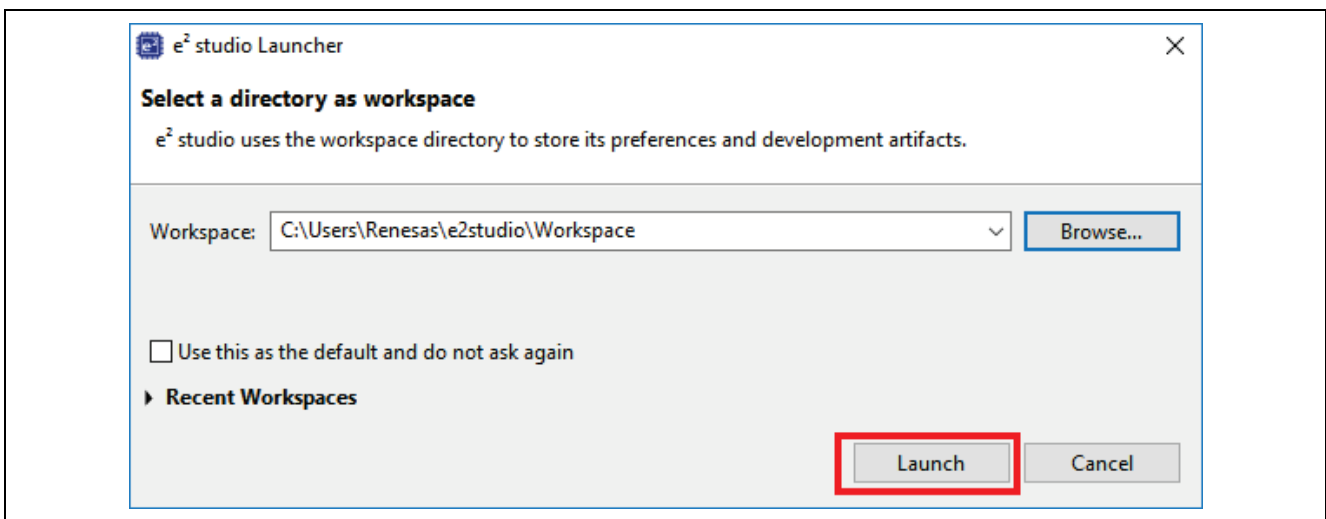 e² studio Launcher
Select a directory as workspace
e² studio uses the workspace directory to store its preferences and development artifacts.
Workspace: C:\Users\Renesas\e2studio\Workspace Browse...
Use this as the default and do not ask again
Recent Workspaces
Launch Cancel